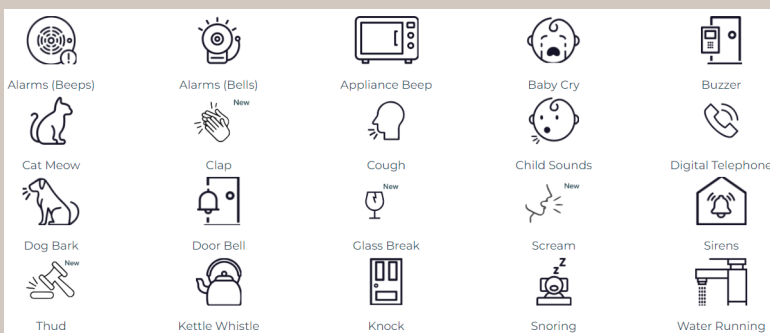 Alarms (Beeps)
Alarms (Bells)
Appliance Beep
Baby Cry
Buzzer
New
Cat Meow
Clap
Cough
Child Sounds
Digital Telephone
New
New
Dog Bark
Door Bell
Glass Break
Scream
Sirens
New
z
z
Thud
Kettle Whistle
Knock
Snoring
Water Running